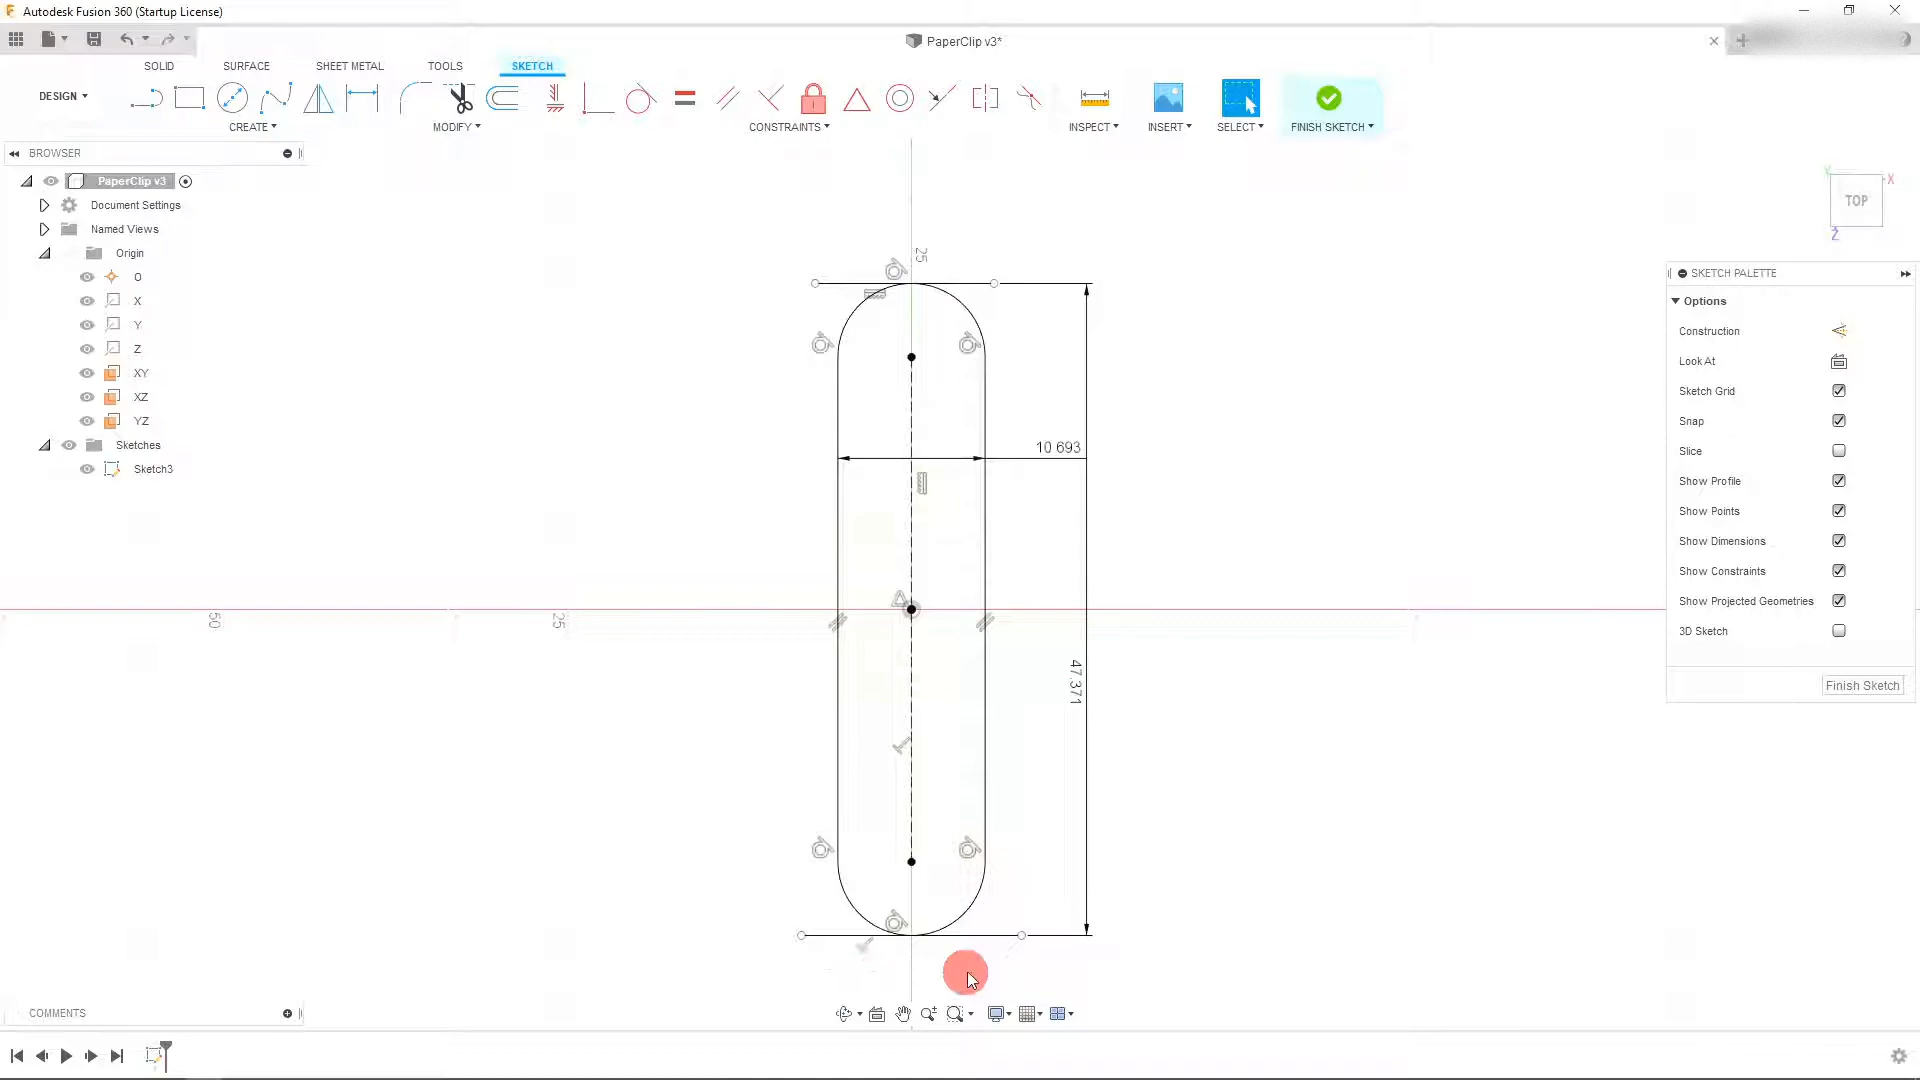 Autodesk Fusion 360 (Startup License)
PaperClip v3*
SOLID SURFACE SHEET METAL TOOLS SKETCH
DESIGN
CREATE MODIFY CONSTRAINTS INSPECT INSERT SELECT FINISH SKETCH
BROWSER
PaperClip v3
Document Settings
Named Views
Origin
O
X
Y
Z
XY
XZ
YZ
Sketches
Sketch3
25
10 693
47.371
50
25
Y
X
TOP
Z
SKETCH PALETTE
Options
Construction
Look At
Sketch Grid
Snap
Slice
Show Profile
Show Points
Show Dimensions
Show Constraints
Show Projected Geometries
3D Sketch
Finish Sketch
COMMENTS